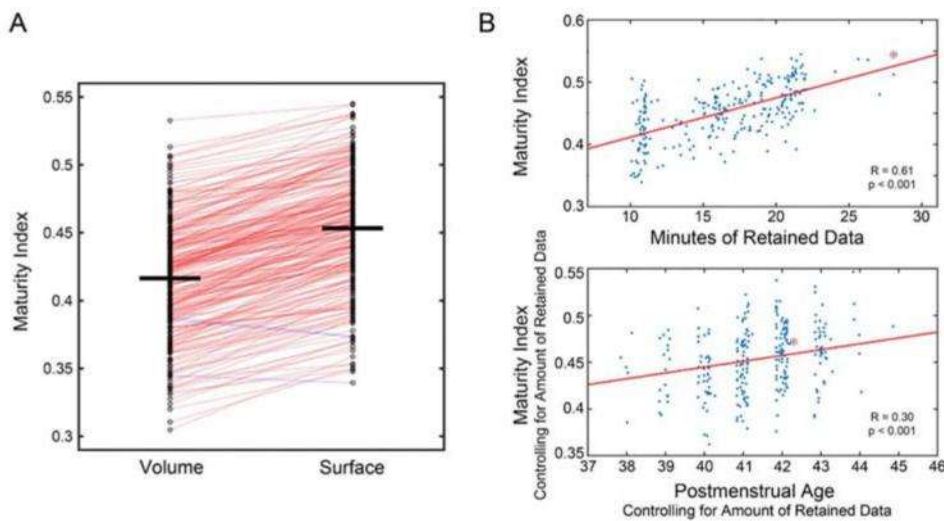 A
Maturity Index
0.55
0.5
0.45
0.4
0.35
0.3
Volume
Surface
B
Maturity Index
0.6
0.5
0.4
0.3
R = 0.61
p < 0.001
10
15
20
25
30
Minutes of Retained Data
Maturity Index
Controlling for Amount of Retained Data
0.55
0.5
0.45
0.4
0.35
R = 0.30
p < 0.001
37
38
39
40
41
42
43
44
45
46
Postmenstrual Age
Controlling for Amount of Retained Data